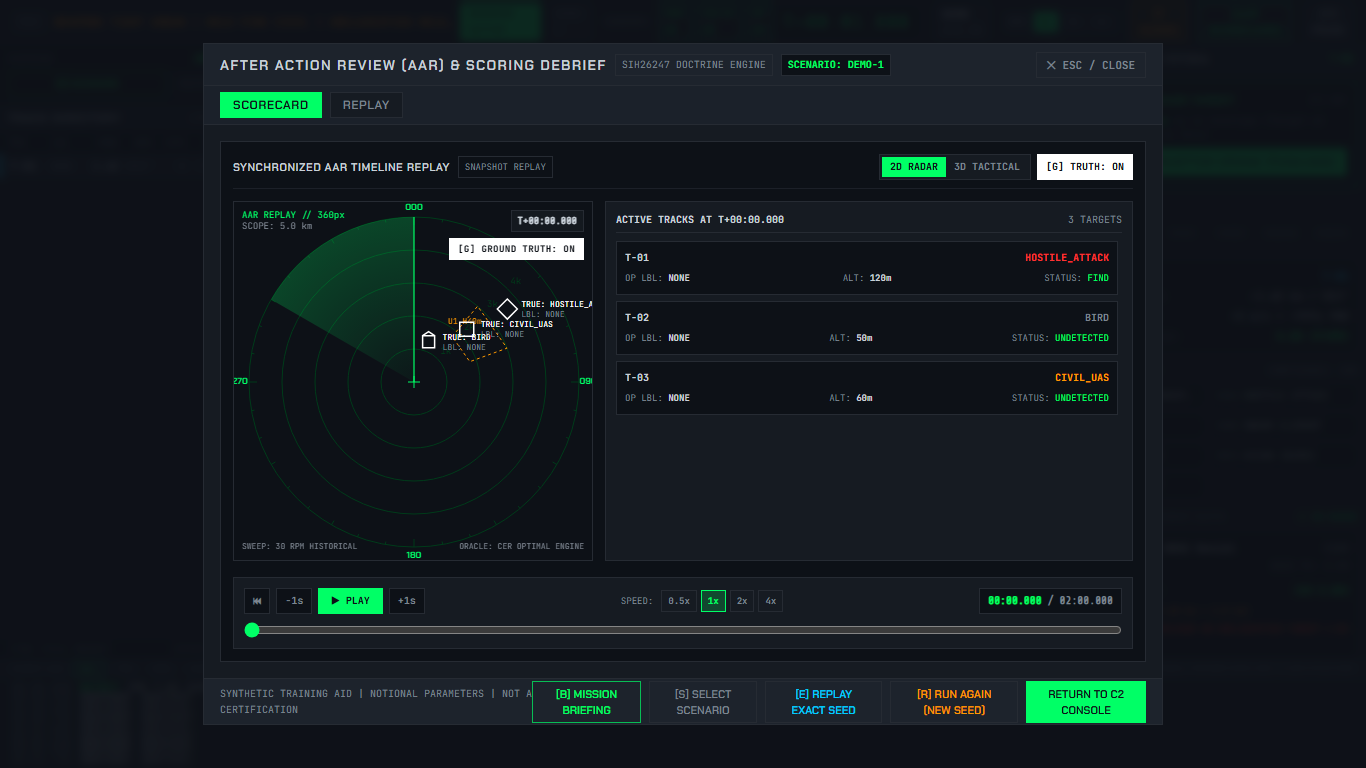 AFTER ACTION REVIEW (AAR) & SCORING DEBRIEF
SIH26247 DOCTRINE ENGINE
SCENARIO: DEMO-1
✕ ESC / CLOSE
SCORECARD
REPLAY
SYNCHRONIZED AAR TIMELINE REPLAY
SNAPSHOT REPLAY
2D RADAR
3D TACTICAL
[G] TRUTH: ON
AAR REPLAY // 360px
SCOPE: 5.0 km
000
T+00:00.000
[G] GROUND TRUTH: ON
TRUE: HOSTILE_A
LBL: NONE
TRUE: CIVIL_UAS
LBL: NONE
TRUE: BIRD
LBL: NONE
270
090
180
SWEEP: 30 RPM HISTORICAL
ORACLE: CER OPTIMAL ENGINE
ACTIVE TRACKS AT T+00:00.000
3 TARGETS
T-01
HOSTILE_ATTACK
OP LBL: NONE
ALT: 120m
STATUS: FIND
T-02
BIRD
OP LBL: NONE
ALT: 50m
STATUS: UNDETECTED
T-03
CIVIL_UAS
OP LBL: NONE
ALT: 60m
STATUS: UNDETECTED
⏮
-1s
▶ PLAY
+1s
SPEED:
0.5x
1x
2x
4x
00:00.000 / 02:00.000
SYNTHETIC TRAINING AID | NOTIONAL PARAMETERS | NOT A
CERTIFICATION
[B] MISSION
BRIEFING
[S] SELECT
SCENARIO
[E] REPLAY
EXACT SEED
[R] RUN AGAIN
(NEW SEED)
RETURN TO C2
CONSOLE